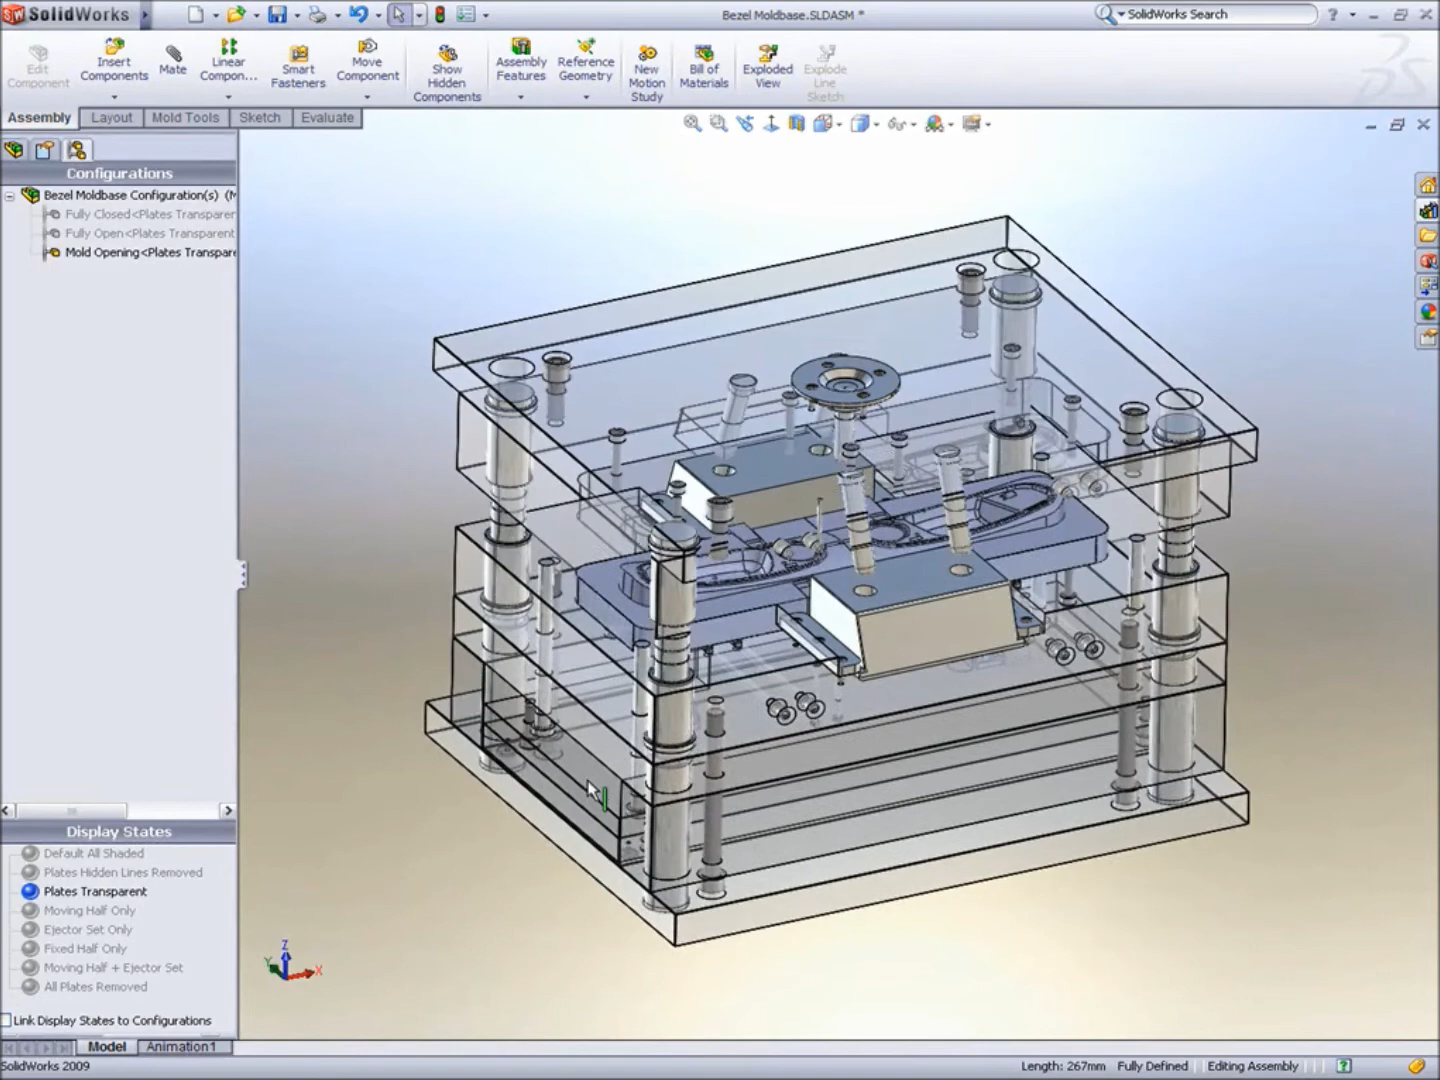 SolidWorks
Bezel Moldbase.SLDASM *
SolidWorks Search
?
Edit Component
Insert Components
Mate
Linear Compon...
Smart Fasteners
Move Component
Show Hidden Components
Assembly Features
Reference Geometry
New Motion Study
Bill of Materials
Exploded View
Explode Line Sketch
Assembly
Layout
Mold Tools
Sketch
Evaluate
Configurations
Bezel Moldbase Configuration(s) (M
Fully Closed<Plates Transparer
Fully Open<Plates Transparent
Mold Opening<Plates Transpare
Display States
Default All Shaded
Plates Hidden Lines Removed
Plates Transparent
Moving Half Only
Ejector Set Only
Fixed Half Only
Moving Half + Ejector Set
All Plates Removed
Link Display States to Configurations
Z
Y
X
Model
Animation1
SolidWorks 2009
Length: 267mm
Fully Defined
Editing Assembly
?